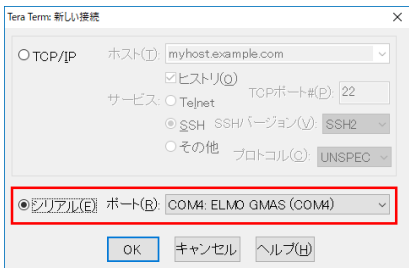 Tera Term: 新しい接続
TCP/IP ホスト(T): myhost.example.com
ヒストリ(O)
サービス: Telnet TCPポート#(P): 22
SSH SSHバージョン(V): SSH2
その他 プロトコル(C): UNSPEC
シリアル(E) ポート(R): COM4: ELMO GMAS (COM4)
OK キャンセル ヘルプ(H)